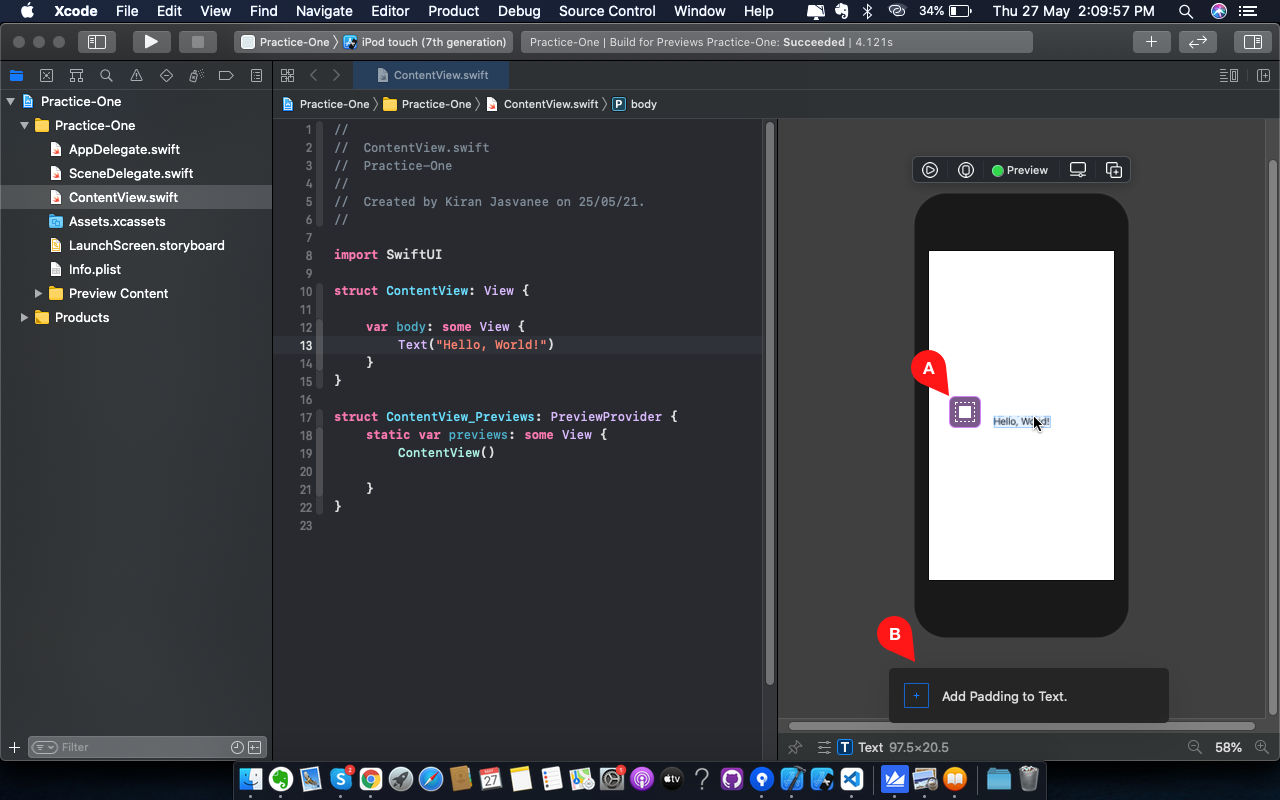 Xcode File Edit View Find Navigate Editor Product Debug Source Control Window Help 34% Thu 27 May 2:09:57 PM
Practice-One 〉 iPod touch (7th generation) Practice-One | Build for Previews Practice-One: Succeeded | 4.121s
ContentView.swift
Practice-One 〉 Practice-One 〉 ContentView.swift 〉 P body
Practice-One
Practice-One
AppDelegate.swift
SceneDelegate.swift
ContentView.swift
Assets.xcassets
LaunchScreen.storyboard
Info.plist
Preview Content
Products
Filter
1 //
2 // ContentView.swift
3 // Practice-One
4 //
5 // Created by Kiran Jasvanee on 25/05/21.
6 //
7
8 import SwiftUI
9
10 struct ContentView: View {
11
12 var body: some View {
13 Text("Hello, World!")
14 }
15 }
16
17 struct ContentView_Previews: PreviewProvider {
18 static var previews: some View {
19 ContentView()
20
21 }
22 }
23
Preview
A
Hello, World!
B
+ Add Padding to Text.
T Text 97.5×20.5 58%
2 27 1 tv ?